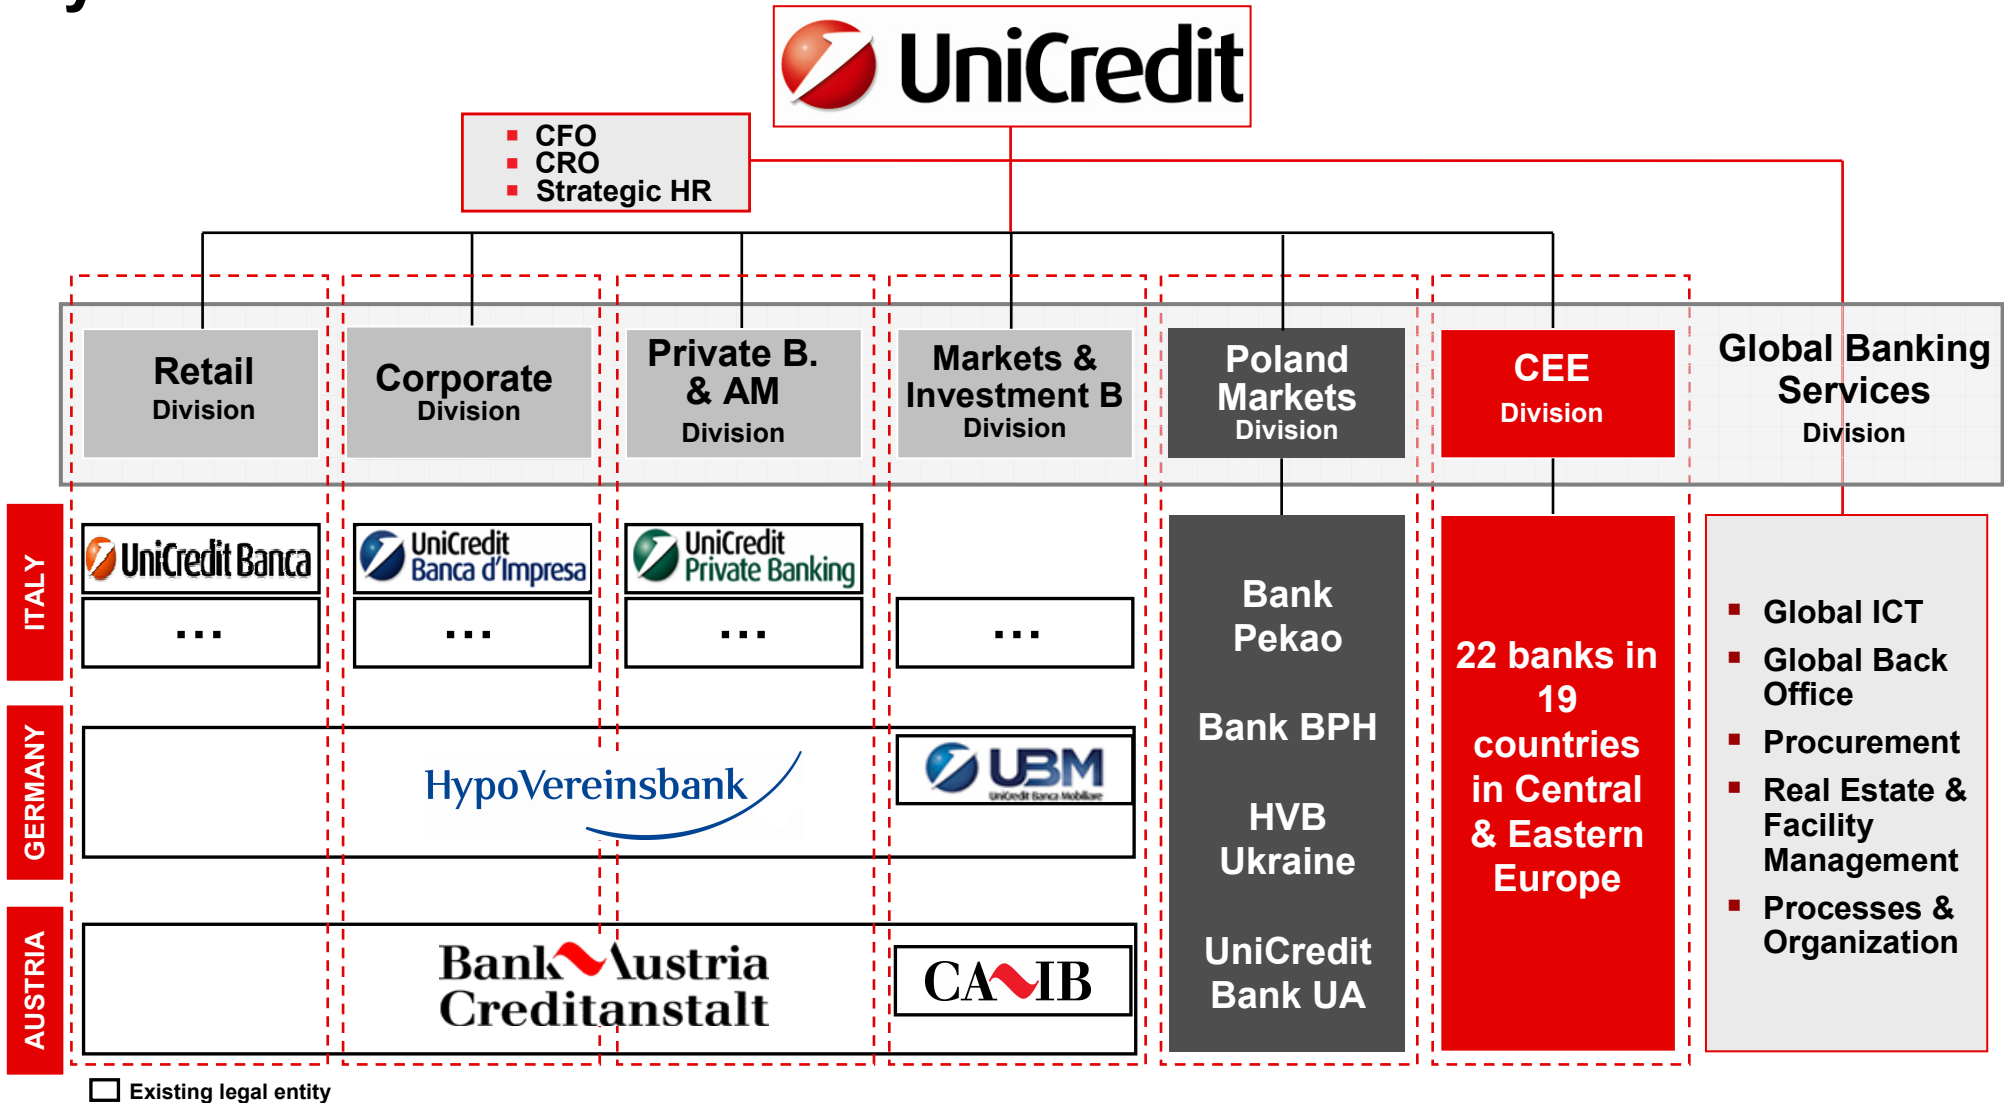 UniCredit
CFO
CRO
Strategic HR
Retail
Division
Corporate
Division
Private B.
& AM
Division
Markets &
Investment B
Division
Poland
Markets
Division
CEE
Division
Global Banking
Services
Division
ITALY
UniCredit Banca
UniCredit
Banca d'Impresa
UniCredit
Private Banking
...
...
...
...
GERMANY
HypoVereinsbank
UBM
UniCredit Banca Mobiliare
AUSTRIA
Bank Austria
Creditanstalt
CA IB
Bank
Pekao
Bank BPH
HVB
Ukraine
UniCredit
Bank UA
22 banks in
19
countries
in Central
& Eastern
Europe
Global ICT
Global Back
Office
Procurement
Real Estate &
Facility
Management
Processes &
Organization
Existing legal entity